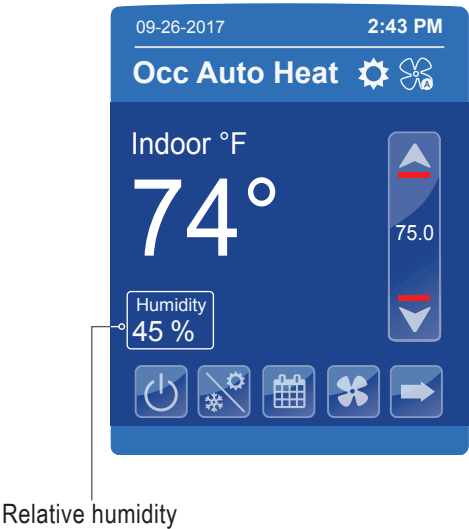 09-26-2017 2:43 PM
Occ Auto Heat
A
Indoor °F
74°
75.0
Humidity
45 %
Relative humidity